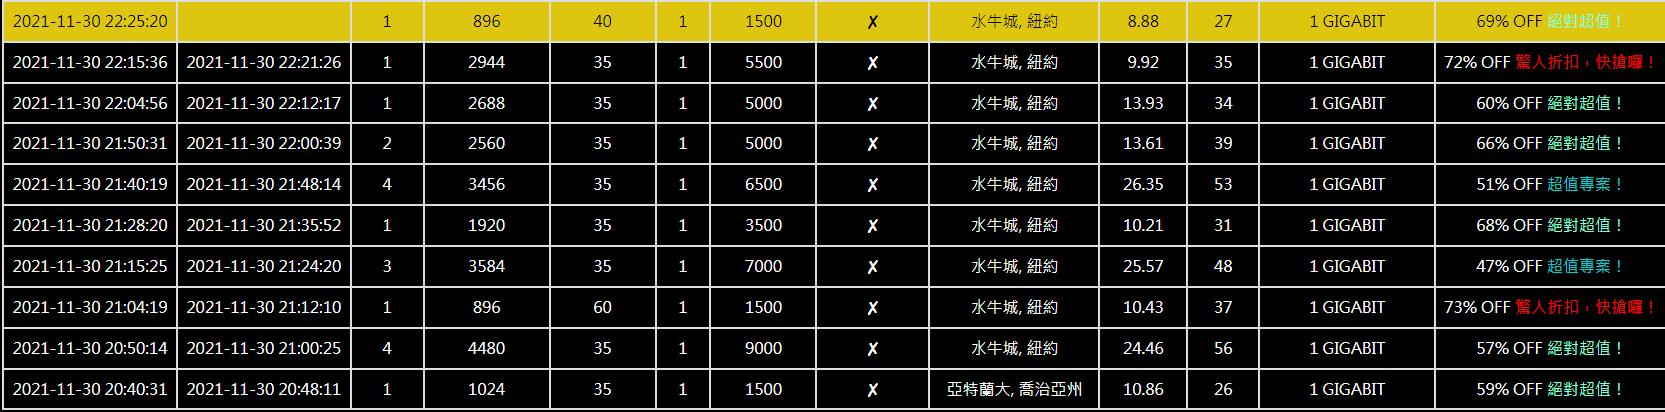 2021-11-30 22:25:20 1 896 40 1 1500 ✗ 水牛城, 紐約 8.88 27 1 GIGABIT 69% OFF 絕對超值！
2021-11-30 22:15:36 2021-11-30 22:21:26 1 2944 35 1 5500 ✗ 水牛城, 紐約 9.92 35 1 GIGABIT 72% OFF 驚人折扣，快搶囉！
2021-11-30 22:04:56 2021-11-30 22:12:17 1 2688 35 1 5000 ✗ 水牛城, 紐約 13.93 34 1 GIGABIT 60% OFF 絕對超值！
2021-11-30 21:50:31 2021-11-30 22:00:39 2 2560 35 1 5000 ✗ 水牛城, 紐約 13.61 39 1 GIGABIT 66% OFF 絕對超值！
2021-11-30 21:40:19 2021-11-30 21:48:14 4 3456 35 1 6500 ✗ 水牛城, 紐約 26.35 53 1 GIGABIT 51% OFF 超值專案！
2021-11-30 21:28:20 2021-11-30 21:35:52 1 1920 35 1 3500 ✗ 水牛城, 紐約 10.21 31 1 GIGABIT 68% OFF 絕對超值！
2021-11-30 21:15:25 2021-11-30 21:24:20 3 3584 35 1 7000 ✗ 水牛城, 紐約 25.57 48 1 GIGABIT 47% OFF 超值專案！
2021-11-30 21:04:19 2021-11-30 21:12:10 1 896 60 1 1500 ✗ 水牛城, 紐約 10.43 37 1 GIGABIT 73% OFF 驚人折扣，快搶囉！
2021-11-30 20:50:14 2021-11-30 21:00:25 4 4480 35 1 9000 ✗ 水牛城, 紐約 24.46 56 1 GIGABIT 57% OFF 絕對超值！
2021-11-30 20:40:31 2021-11-30 20:48:11 1 1024 35 1 1500 ✗ 亞特蘭大, 喬治亞州 10.86 26 1 GIGABIT 59% OFF 絕對超值！